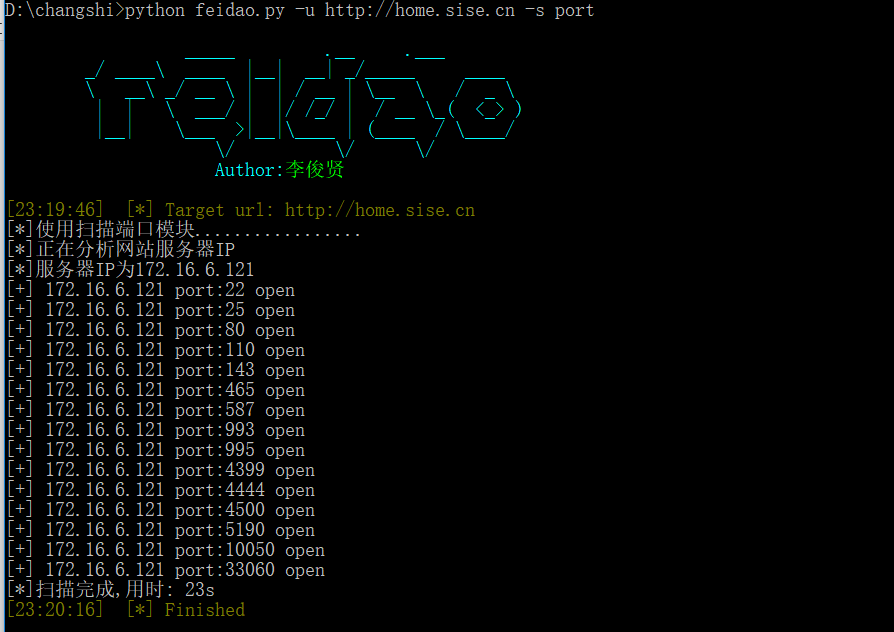 D:\changshi>python feidao.py -u http://home.sise.cn -s port
Author:李俊贤
[23:19:46] [*] Target url: http://home.sise.cn
[*]使用扫描端口模块.................
[*]正在分析网站服务器IP
[*]服务器IP为172.16.6.121
[+] 172.16.6.121 port:22 open
[+] 172.16.6.121 port:25 open
[+] 172.16.6.121 port:80 open
[+] 172.16.6.121 port:110 open
[+] 172.16.6.121 port:143 open
[+] 172.16.6.121 port:465 open
[+] 172.16.6.121 port:587 open
[+] 172.16.6.121 port:993 open
[+] 172.16.6.121 port:995 open
[+] 172.16.6.121 port:4399 open
[+] 172.16.6.121 port:4444 open
[+] 172.16.6.121 port:4500 open
[+] 172.16.6.121 port:5190 open
[+] 172.16.6.121 port:10050 open
[+] 172.16.6.121 port:33060 open
[*]扫描完成,用时: 23s
[23:20:16] [*] Finished